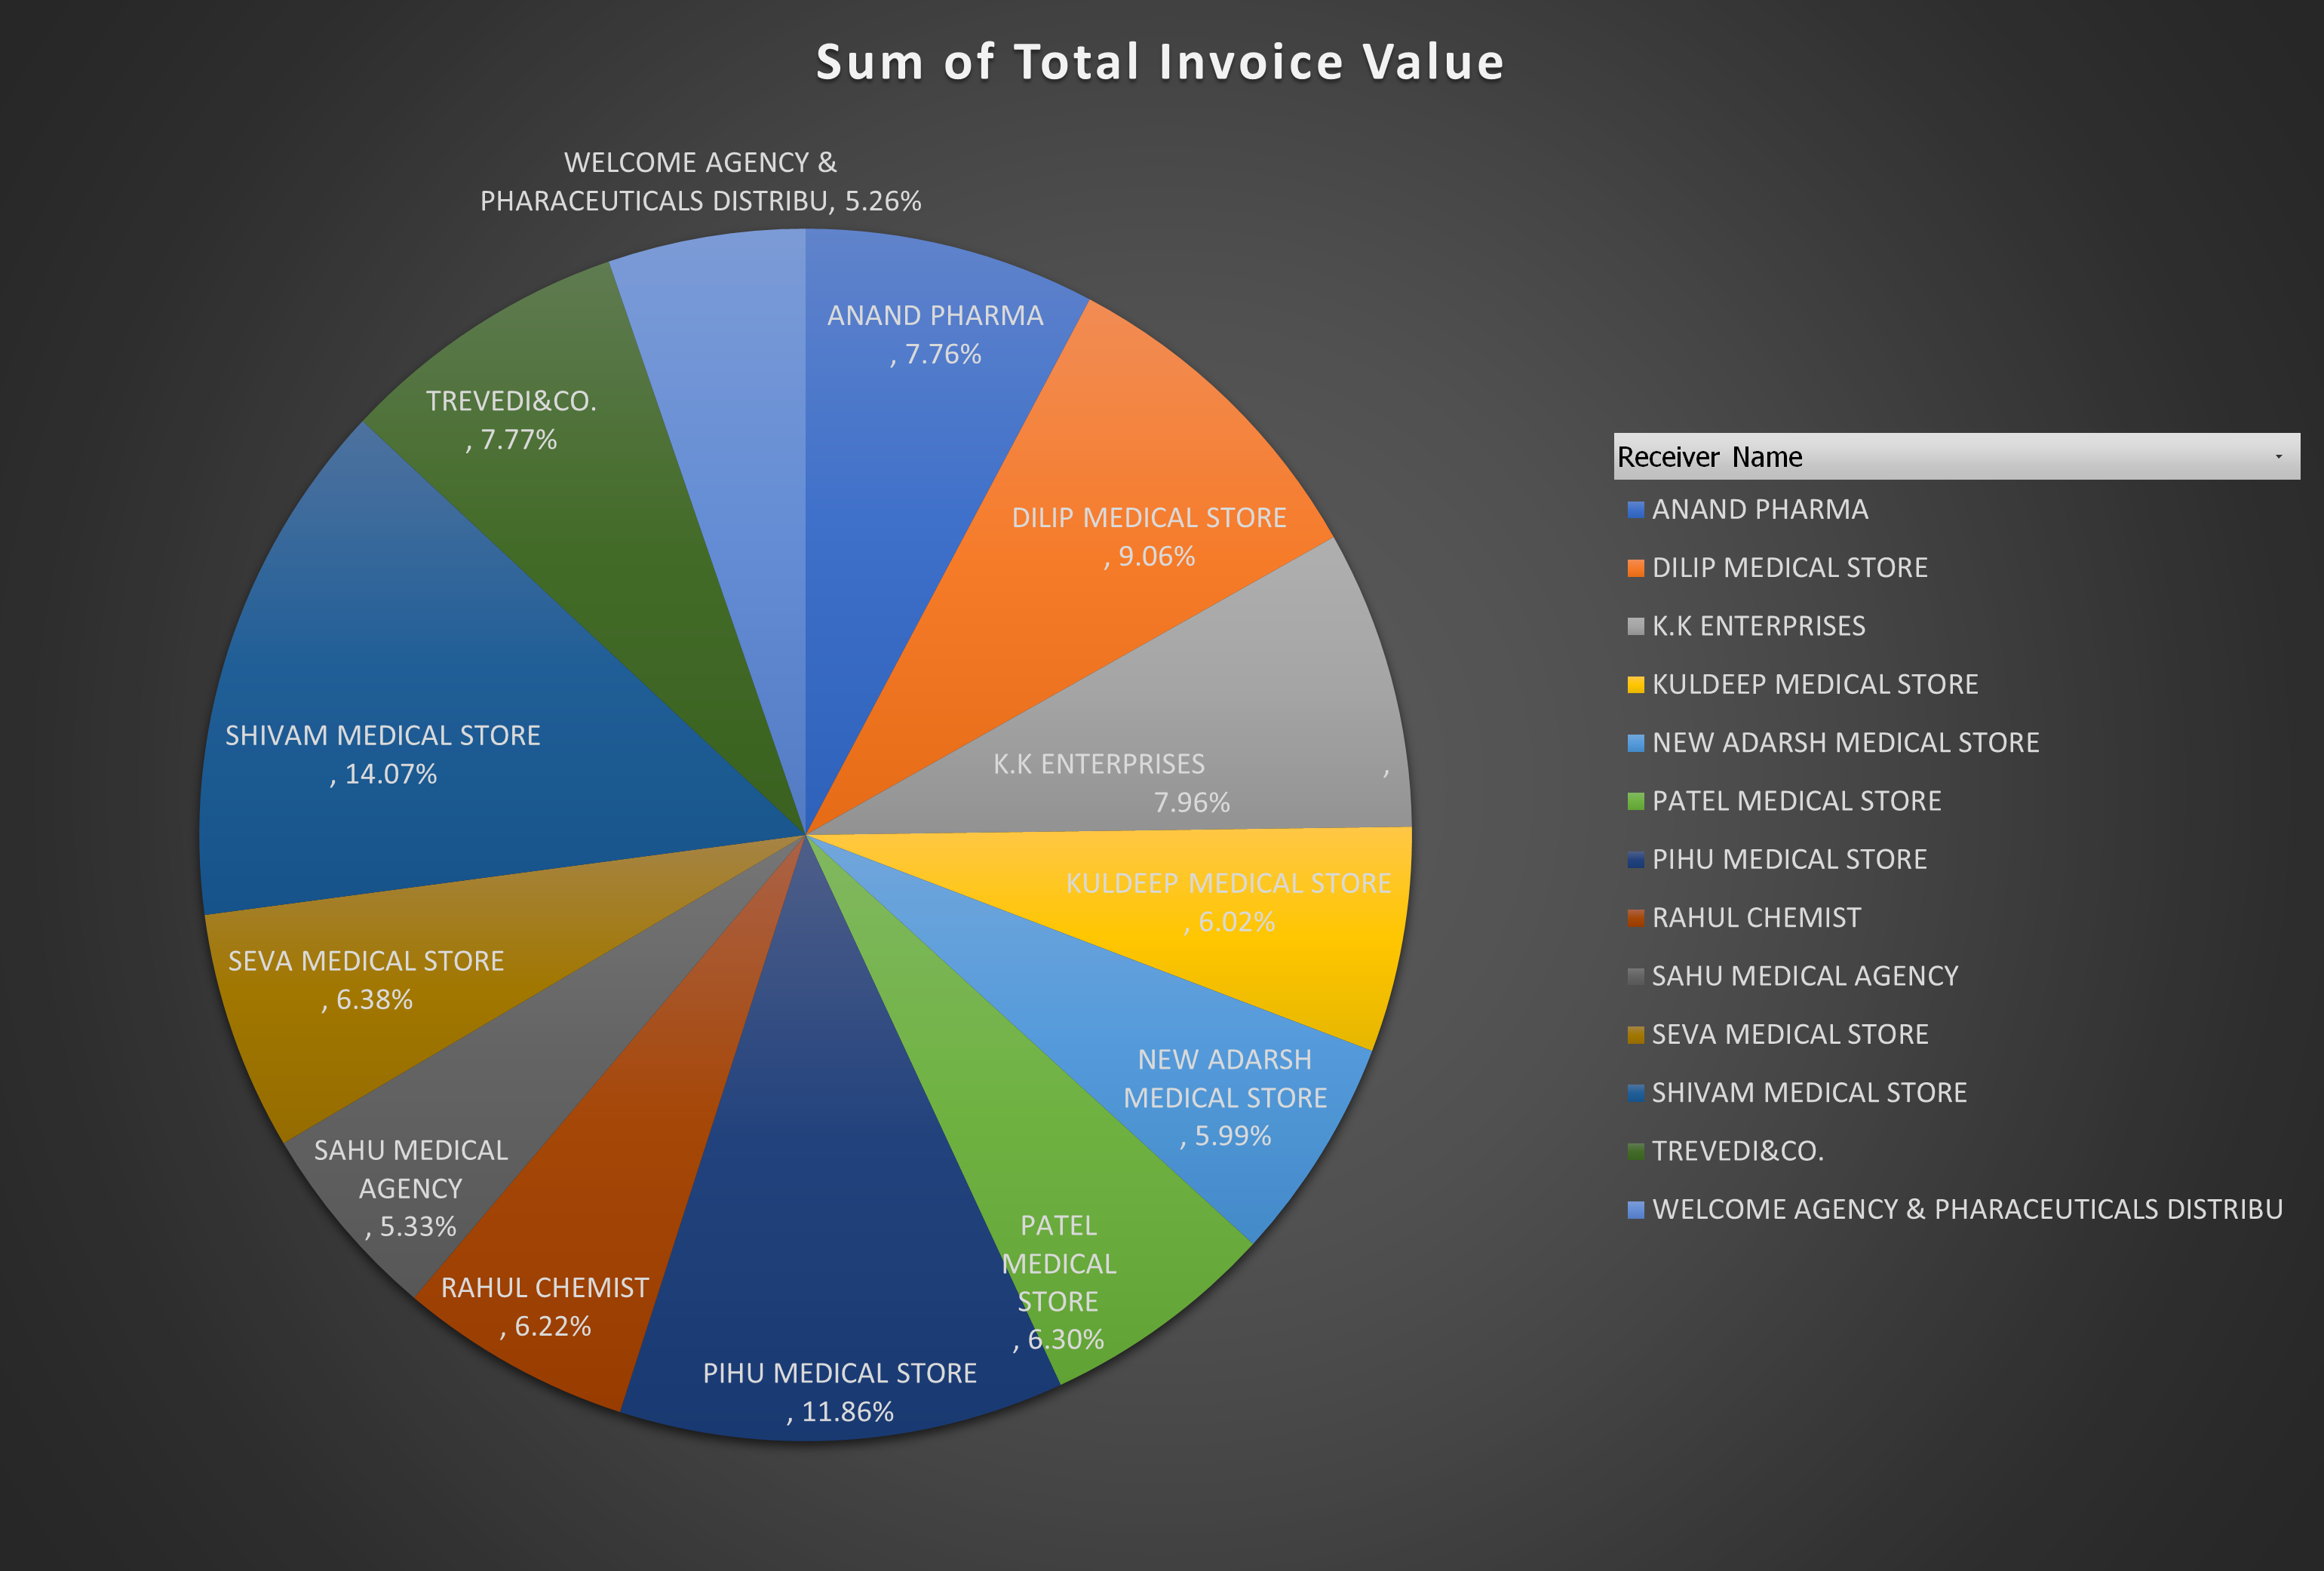 Sum of Total Invoice Value
WELCOME AGENCY &
PHARACEUTICALS DISTRIBU, 5.26%
ANAND PHARMA
, 7.76%
TREVEDI&CO.
, 7.77%
DILIP MEDICAL STORE
, 9.06%
SHIVAM MEDICAL STORE
, 14.07%
K.K ENTERPRISES ,
7.96%
KULDEEP MEDICAL STORE
, 6.02%
SEVA MEDICAL STORE
, 6.38%
NEW ADARSH
MEDICAL STORE
, 5.99%
SAHU MEDICAL
AGENCY
, 5.33%
PATEL
MEDICAL
STORE
, 6.30%
RAHUL CHEMIST
, 6.22%
PIHU MEDICAL STORE
, 11.86%
Receiver Name
ANAND PHARMA
DILIP MEDICAL STORE
K.K ENTERPRISES
KULDEEP MEDICAL STORE
NEW ADARSH MEDICAL STORE
PATEL MEDICAL STORE
PIHU MEDICAL STORE
RAHUL CHEMIST
SAHU MEDICAL AGENCY
SEVA MEDICAL STORE
SHIVAM MEDICAL STORE
TREVEDI&CO.
WELCOME AGENCY & PHARACEUTICALS DISTRIBU